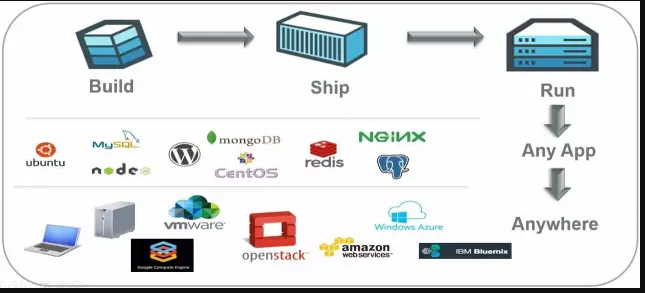 Build
Ship
Run
ubuntu
MySQL
node
mongoDB
CentOS
redis
NGINX
Any App
vmware
Google Compute Engine
openstack
Windows Azure
amazon
web services
IBM Bluemix
Anywhere